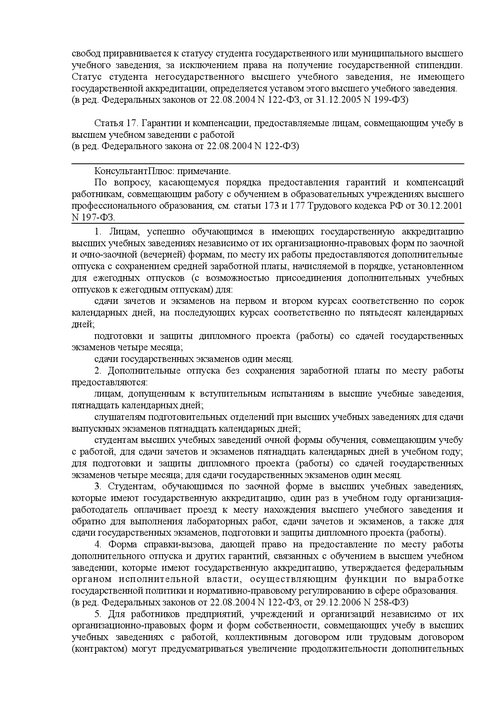 свобод приравнивается к статусу студента государственного или муниципального высшего
учебного заведения, за исключением права на получение государственной стипендии.
Статус студента негосударственного высшего учебного заведения, не имеющего
государственной аккредитации, определяется уставом этого высшего учебного заведения.
(в ред. Федеральных законов от 22.08.2004 N 122-ФЗ, от 31.12.2005 N 199-ФЗ)
Статья 17. Гарантии и компенсации, предоставляемые лицам, совмещающим учебу в
высшем учебном заведении с работой
(в ред. Федерального закона от 22.08.2004 N 122-ФЗ)
КонсультантПлюс: примечание.
По вопросу, касающемуся порядка предоставления гарантий и компенсаций
работникам, совмещающим работу с обучением в образовательных учреждениях высшего
профессионального образования, см. статьи 173 и 177 Трудового кодекса РФ от 30.12.2001
N 197-ФЗ.
1. Лицам, успешно обучающимся в имеющих государственную аккредитацию
высших учебных заведениях независимо от их организационно-правовых форм по заочной
и очно-заочной (вечерней) формам, по месту их работы предоставляются дополнительные
отпуска с сохранением средней заработной платы, начисляемой в порядке, установленном
для ежегодных отпусков (с возможностью присоединения дополнительных учебных
отпусков к ежегодным отпускам) для:
сдачи зачетов и экзаменов на первом и втором курсах соответственно по сорок
календарных дней, на последующих курсах соответственно по пятьдесят календарных
дней;
подготовки и защиты дипломного проекта (работы) со сдачей государственных
экзаменов четыре месяца;
сдачи государственных экзаменов один месяц.
2. Дополнительные отпуска без сохранения заработной платы по месту работы
предоставляются:
лицам, допущенным к вступительным испытаниям в высшие учебные заведения,
пятнадцать календарных дней;
слушателям подготовительных отделений при высших учебных заведениях для сдачи
выпускных экзаменов пятнадцать календарных дней;
студентам высших учебных заведений очной формы обучения, совмещающим учебу
с работой, для сдачи зачетов и экзаменов пятнадцать календарных дней в учебном году;
для подготовки и защиты дипломного проекта (работы) со сдачей государственных
экзаменов четыре месяца; для сдачи государственных экзаменов один месяц.
3. Студентам, обучающимся по заочной форме в высших учебных заведениях,
которые имеют государственную аккредитацию, один раз в учебном году организация-
работодатель оплачивает проезд к месту нахождения высшего учебного заведения и
обратно для выполнения лабораторных работ, сдачи зачетов и экзаменов, а также для
сдачи государственных экзаменов, подготовки и защиты дипломного проекта (работы).
4. Форма справки-вызова, дающей право на предоставление по месту работы
дополнительного отпуска и других гарантий, связанных с обучением в высшем учебном
заведении, которые имеют государственную аккредитацию, утверждается федеральным
органом исполнительной власти, осуществляющим функции по выработке
государственной политики и нормативно-правовому регулированию в сфере образования.
(в ред. Федеральных законов от 22.08.2004 N 122-ФЗ, от 29.12.2006 N 258-ФЗ)
5. Для работников предприятий, учреждений и организаций независимо от их
организационно-правовых форм и форм собственности, совмещающих учебу в высших
учебных заведениях с работой, коллективным договором или трудовым договором
(контрактом) могут предусматриваться увеличение продолжительности дополнительных